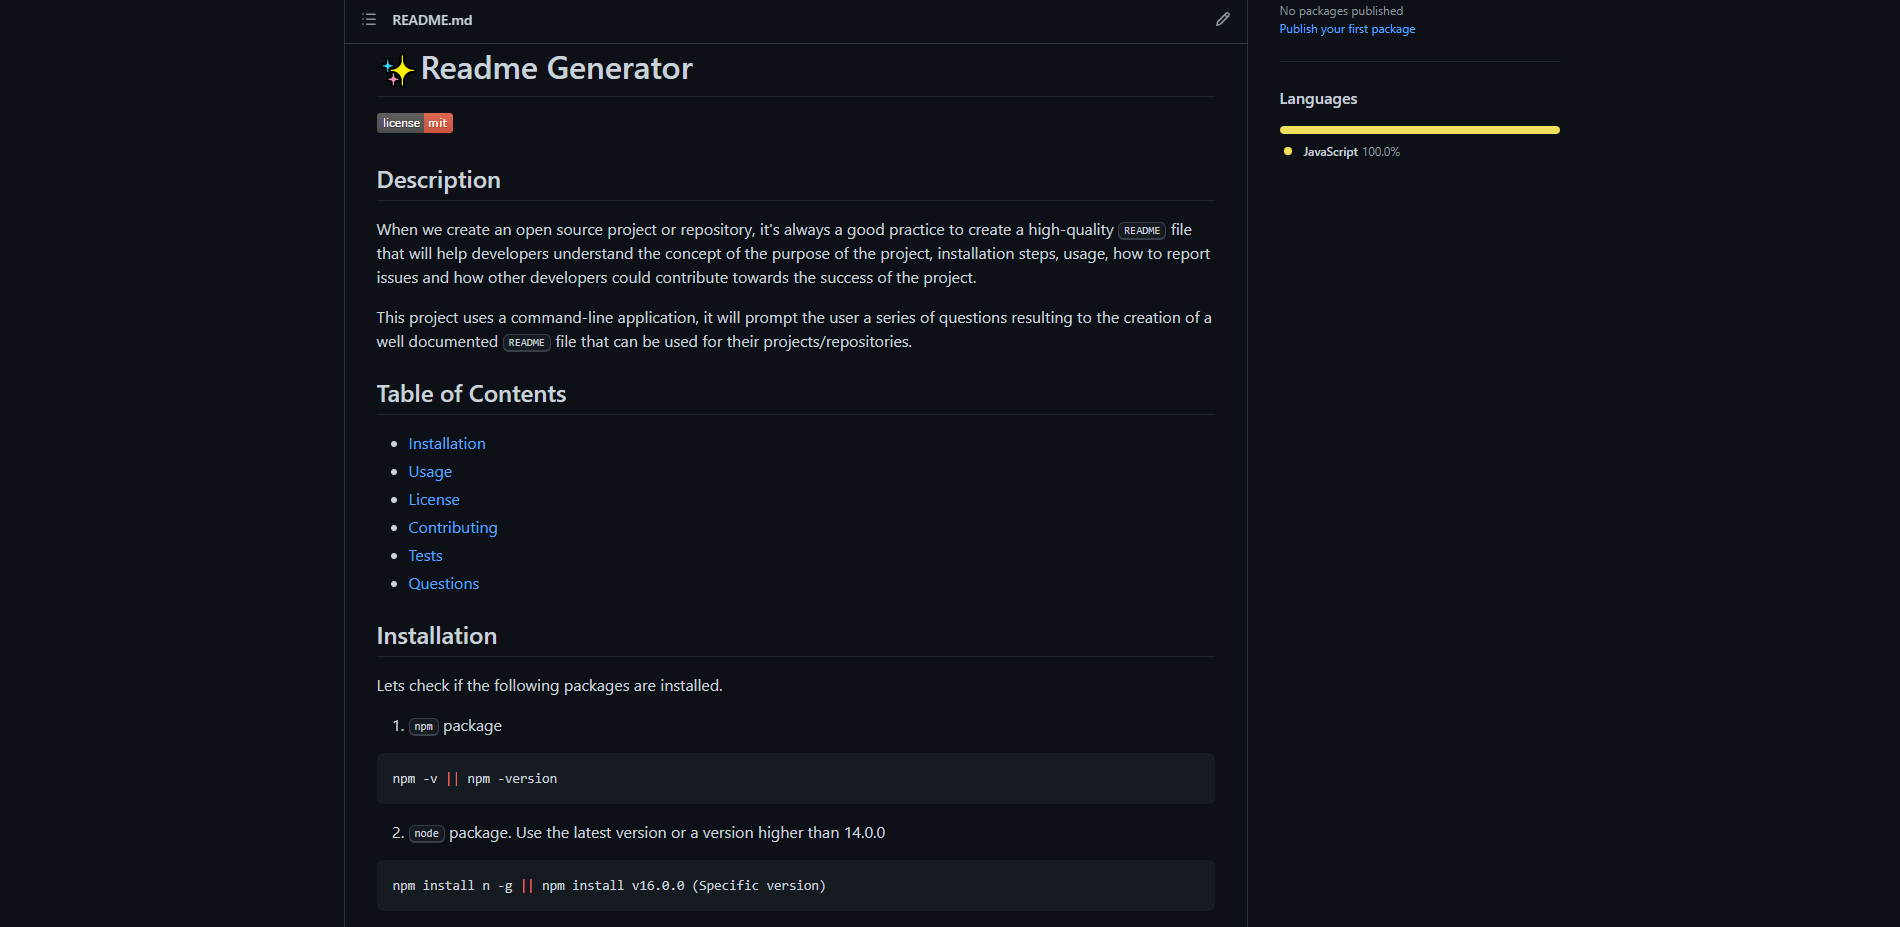 README.md
Readme Generator
license mit
Description
When we create an open source project or repository, it's always a good practice to create a high-quality README file
that will help developers understand the concept of the purpose of the project, installation steps, usage, how to report
issues and how other developers could contribute towards the success of the project.
This project uses a command-line application, it will prompt the user a series of questions resulting to the creation of a
well documented README file that can be used for their projects/repositories.
Table of Contents
Installation
Usage
License
Contributing
Tests
Questions
Installation
Lets check if the following packages are installed.
1. npm package
npm -v || npm -version
2. node package. Use the latest version or a version higher than 14.0.0
npm install n -g || npm install v16.0.0 (Specific version)
No packages published
Publish your first package
Languages
JavaScript 100.0%